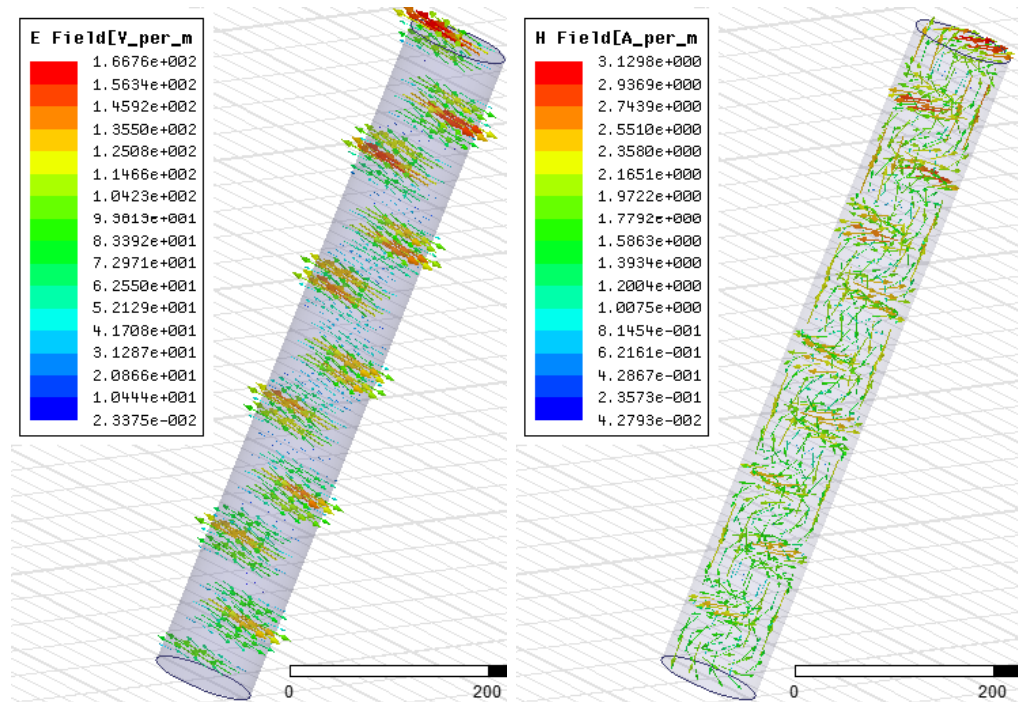 E Field[V_per_m
1.6676e+002
1.5634e+002
1.4592e+002
1.3550e+002
1.2508e+002
1.1466e+002
1.0423e+002
9.3813e+001
8.3392e+001
7.2971e+001
6.2550e+001
5.2129e+001
4.1708e+001
3.1287e+001
2.0866e+001
1.0444e+001
2.3375e-002
0
200
H Field[A_per_m
3.1298e+000
2.9369e+000
2.7439e+000
2.5510e+000
2.3580e+000
2.1651e+000
1.9722e+000
1.7792e+000
1.5863e+000
1.3934e+000
1.2004e+000
1.0075e+000
8.1454e-001
6.2161e-001
4.2867e-001
2.3573e-001
4.2793e-002
0
200